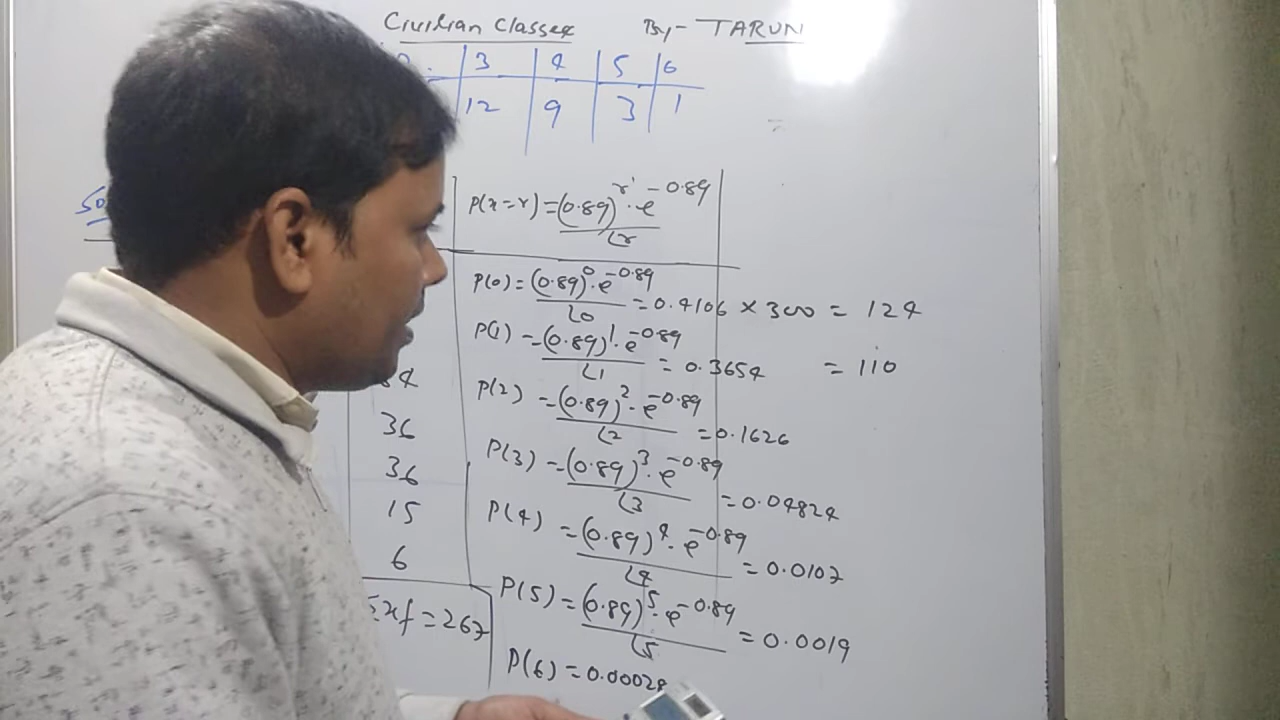 Civilian Classes By- TARUN
3 4 5 6
12 9 3 1
So
P(x=r) = (0.89)^r · e^-0.89 / ∟r
P(0) = (0.89)^0 · e^-0.89 / ∟0 = 0.4106 × 300 = 124
P(1) = (0.89)^1 · e^-0.89 / ∟1 = 0.3654 = 110
P(2) = (0.89)^2 · e^-0.89 / ∟2 = 0.1626
P(3) = (0.89)^3 · e^-0.89 / ∟3 = 0.04824
P(4) = (0.89)^4 · e^-0.89 / ∟4 = 0.0107
P(5) = (0.89)^5 · e^-0.89 / ∟5 = 0.0019
P(6) = 0.00028
36
36
15
6
Σxf = 267